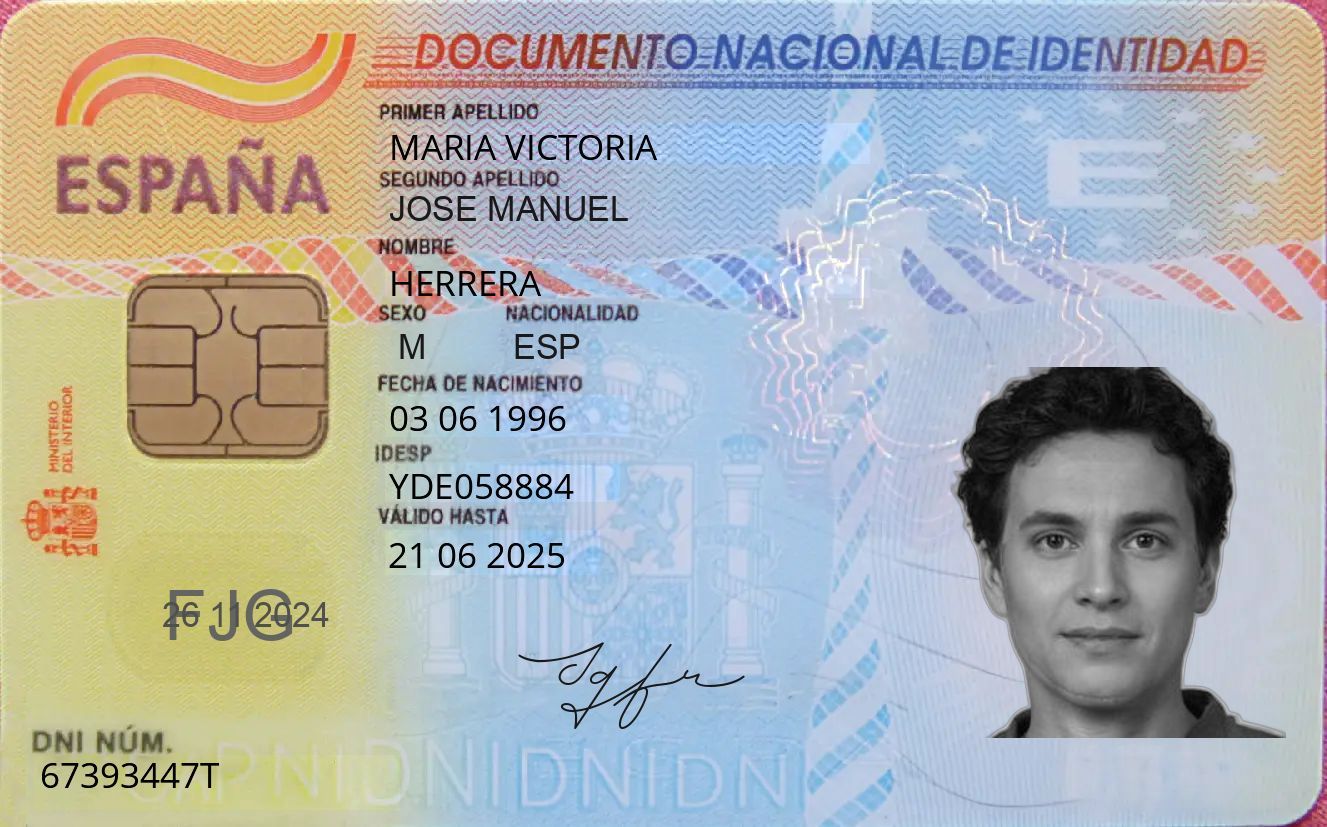 DOCUMENTO NACIONAL DE IDENTIDAD
ESPAÑA
PRIMER APELLIDO
MARIA VICTORIA
SEGUNDO APELLIDO
JOSE MANUEL
NOMBRE
HERRERA
SEXO NACIONALIDAD
M ESP
FECHA DE NACIMIENTO
03 06 1996
IDESP
YDE058884
VÁLIDO HASTA
21 06 2025
MINISTERIO
DEL INTERIOR
E
FJG
26 11 2024
DNI NÚM.
67393447T
DNIDNIDNIDN